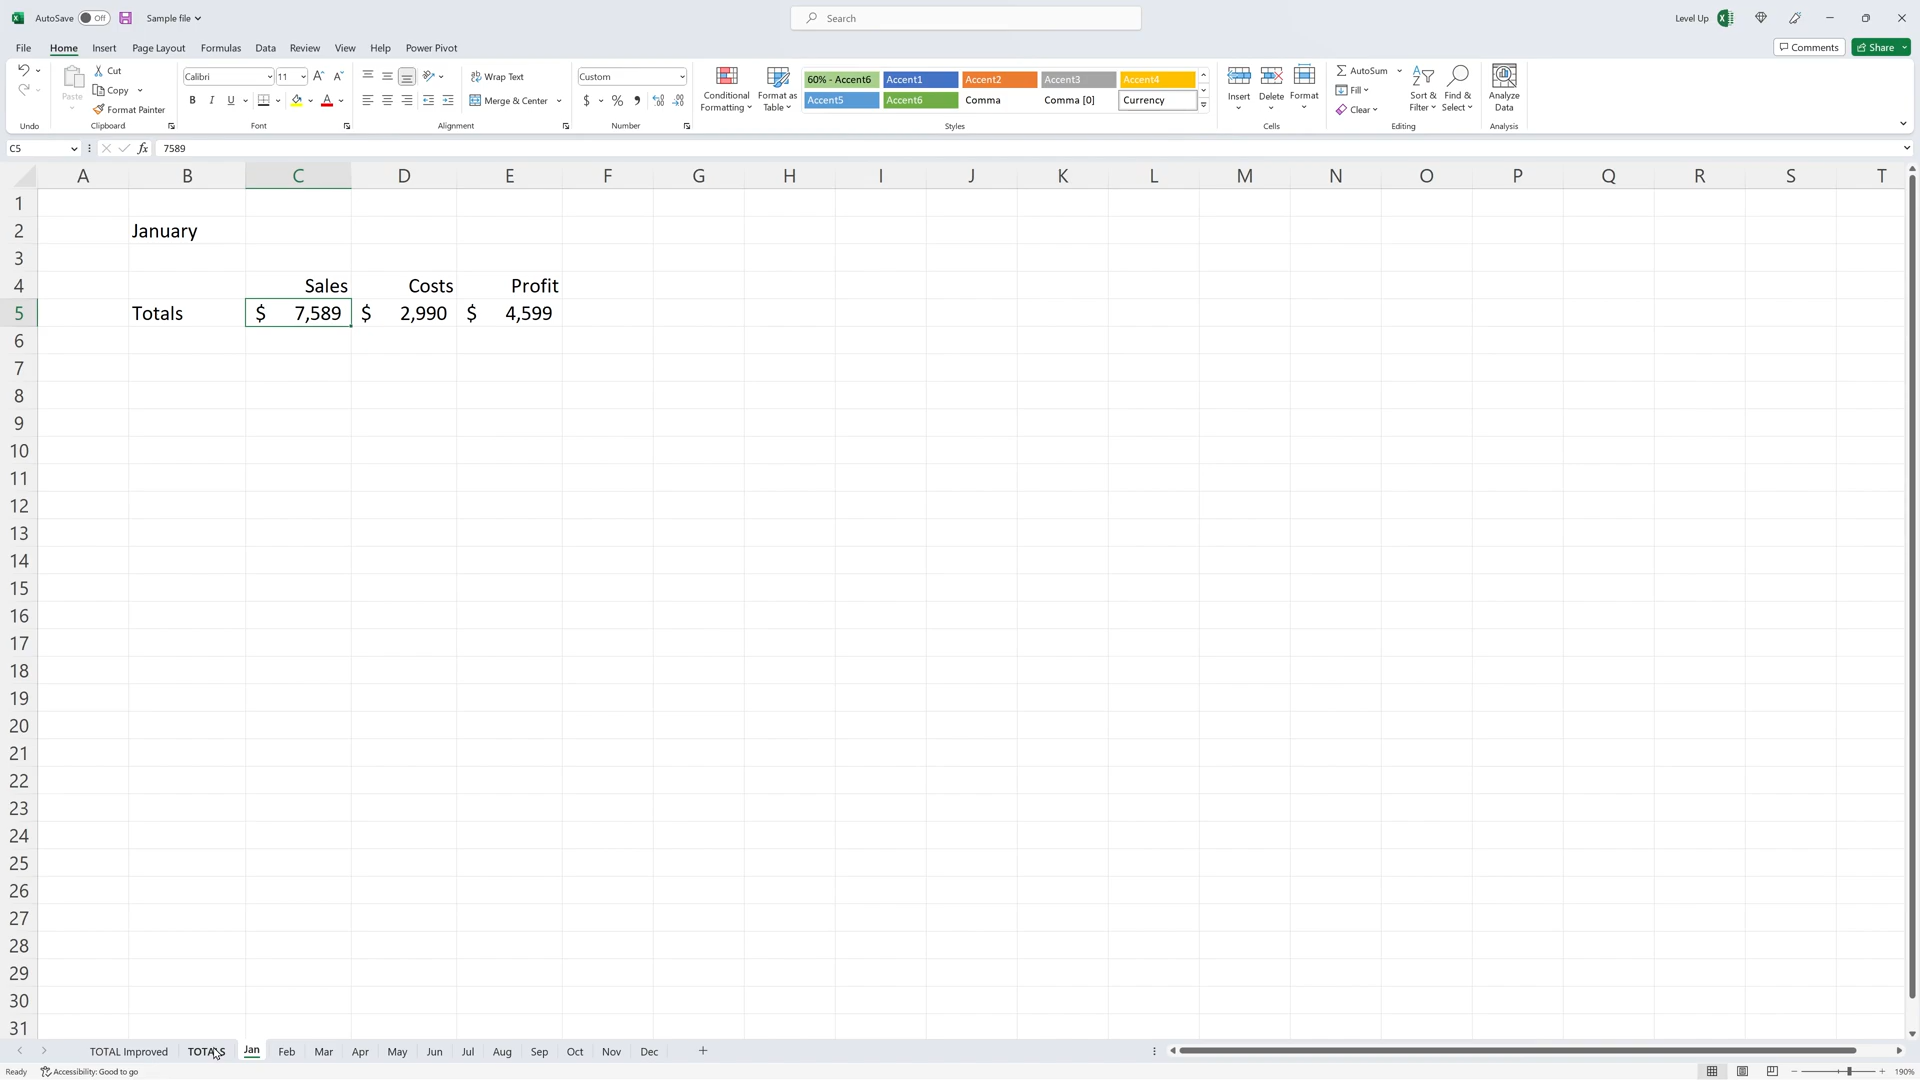 AutoSave Off Sample file Search Level Up
File Home Insert Page Layout Formulas Data Review View Help Power Pivot Comments Share
Paste Cut Copy Format Painter
Calibri 11
B I U
Wrap Text
Merge & Center
Custom
$ % ,
Conditional Formatting
Format as Table
60% - Accent6 Accent1 Accent2 Accent3 Accent4
Accent5 Accent6 Comma Comma [0] Currency
Insert Delete Format
AutoSum
Fill
Clear
Sort & Filter
Find & Select
Analyze Data
Undo Clipboard Font Alignment Number Styles Cells Editing Analysis
C5 fx 7589
A B C D E F G H I J K L M N O P Q R S T
1
2 January
3
4 Sales Costs Profit
5 Totals $ 7,589 $ 2,990 $ 4,599
6
7
8
9
10
11
12
13
14
15
16
17
18
19
20
21
22
23
24
25
26
27
28
29
30
31
TOTAL Improved TOTALS Jan Feb Mar Apr May Jun Jul Aug Sep Oct Nov Dec
Ready Accessibility: Good to go 190%